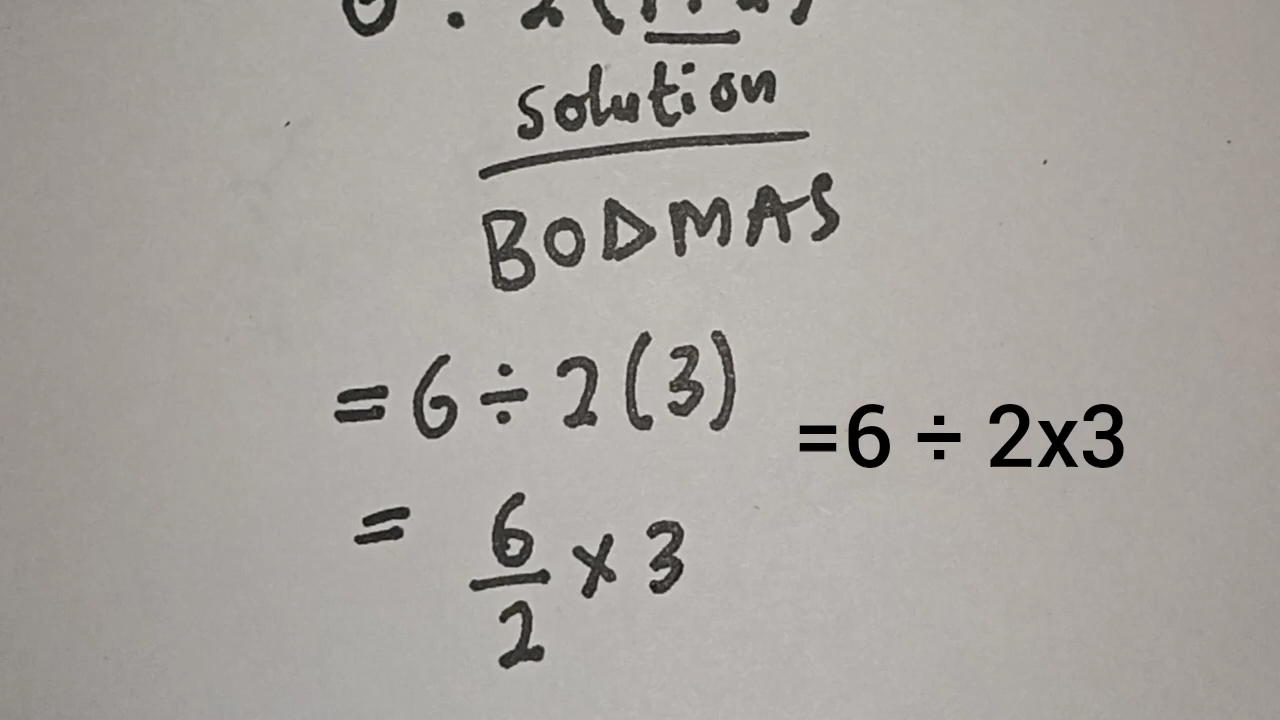 solution
BODMAS
= 6 ÷ 2 (3)
=6 ÷ 2x3
= 6/2 x 3